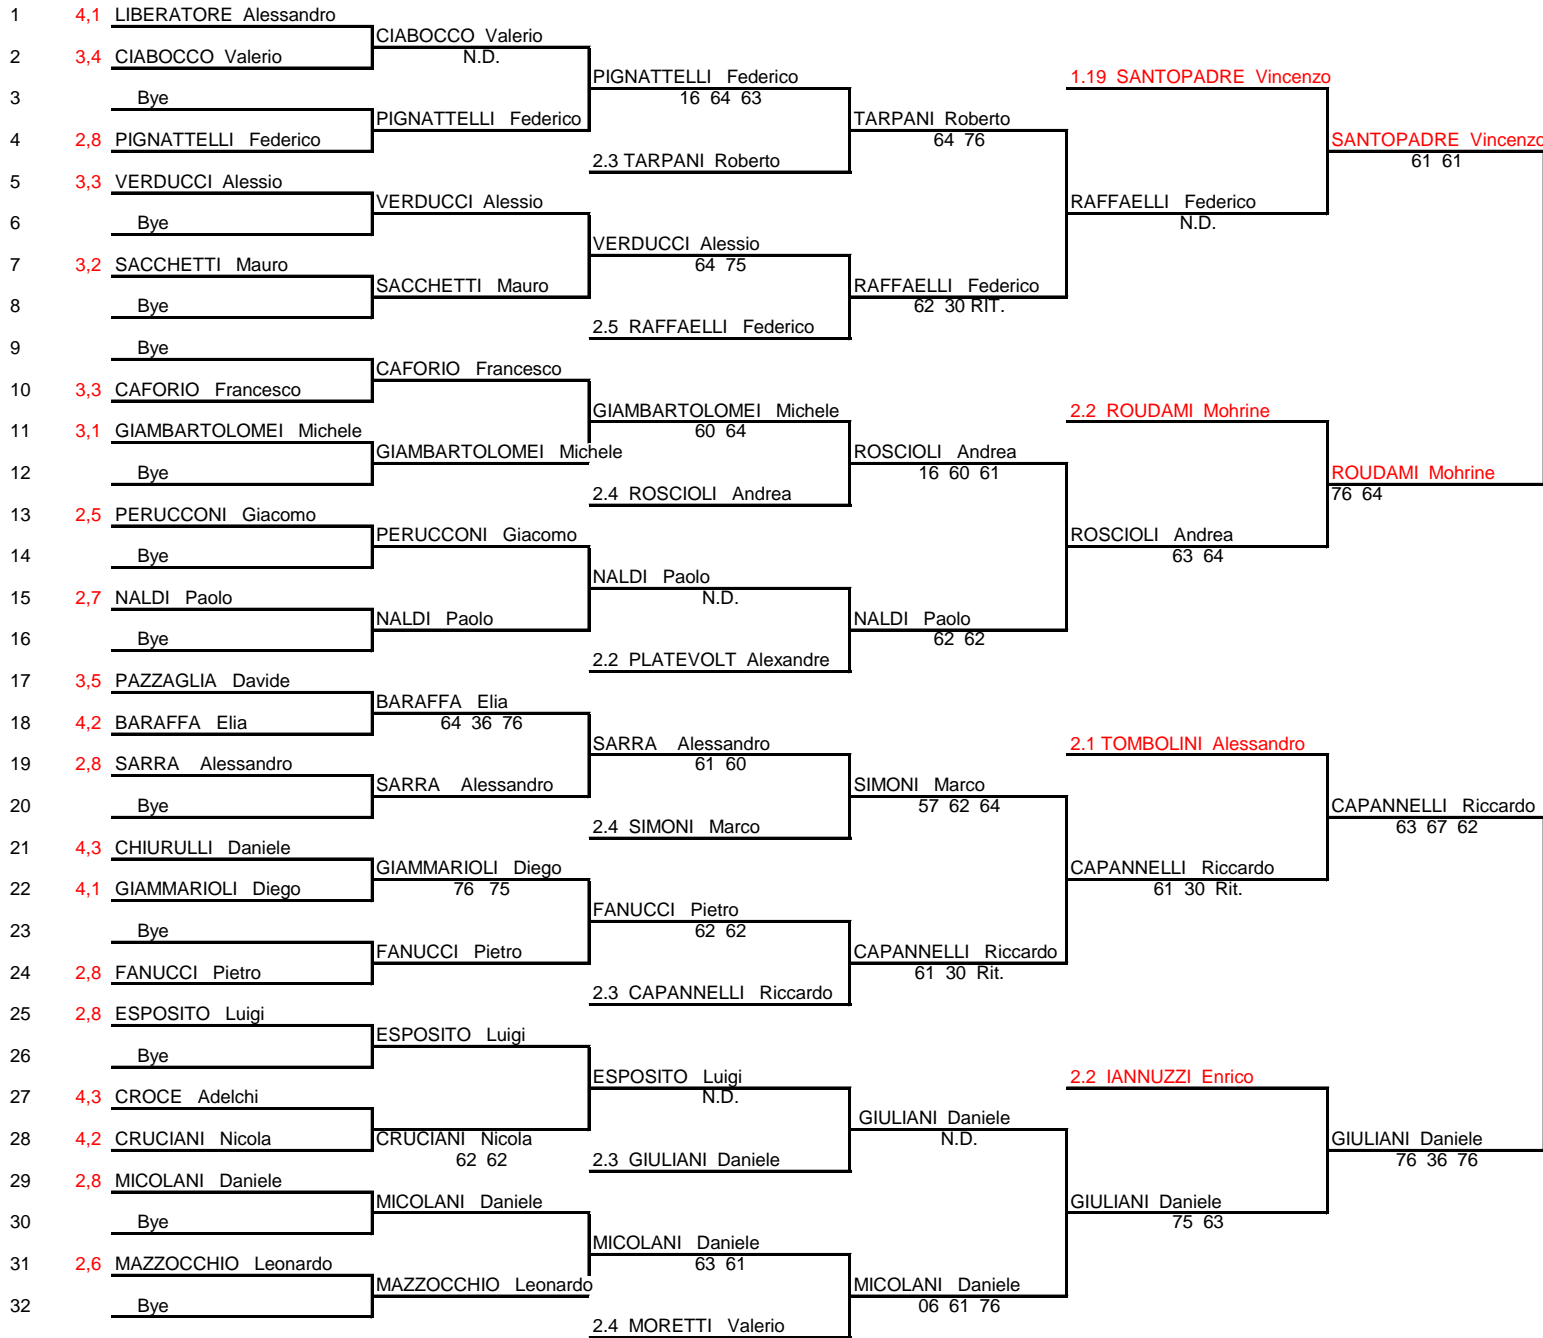 1 4,1 LIBERATORE Alessandro
CIABOCCO Valerio
2 3,4 CIABOCCO Valerio N.D.
PIGNATTELLI Federico 1.19 SANTOPADRE Vincenzo
3 Bye 16 64 63
PIGNATTELLI Federico TARPANI Roberto
4 2,8 PIGNATTELLI Federico 64 76 SANTOPADRE Vincenzo
2.3 TARPANI Roberto 61 61
5 3,3 VERDUCCI Alessio
VERDUCCI Alessio RAFFAELLI Federico
6 Bye N.D.
VERDUCCI Alessio
7 3,2 SACCHETTI Mauro 64 75
SACCHETTI Mauro RAFFAELLI Federico
8 Bye 62 30 RIT.
2.5 RAFFAELLI Federico
9 Bye
CAFORIO Francesco
10 3,3 CAFORIO Francesco
GIAMBARTOLOMEI Michele 2.2 ROUDAMI Mohrine
11 3,1 GIAMBARTOLOMEI Michele 60 64
GIAMBARTOLOMEI Michele ROSCIOLI Andrea
12 Bye 16 60 61 ROUDAMI Mohrine
2.4 ROSCIOLI Andrea 76 64
13 2,5 PERUCCONI Giacomo
PERUCCONI Giacomo ROSCIOLI Andrea
14 Bye 63 64
NALDI Paolo
15 2,7 NALDI Paolo N.D.
NALDI Paolo NALDI Paolo
16 Bye 62 62
2.2 PLATEVOLT Alexandre
17 3,5 PAZZAGLIA Davide
BARAFFA Elia
18 4,2 BARAFFA Elia 64 36 76
SARRA Alessandro 2.1 TOMBOLINI Alessandro
19 2,8 SARRA Alessandro 61 60
SARRA Alessandro SIMONI Marco
20 Bye 57 62 64 CAPANNELLI Riccardo
2.4 SIMONI Marco 63 67 62
21 4,3 CHIURULLI Daniele
GIAMMARIOLI Diego CAPANNELLI Riccardo
22 4,1 GIAMMARIOLI Diego 76 75 61 30 Rit.
FANUCCI Pietro
23 Bye 62 62
FANUCCI Pietro CAPANNELLI Riccardo
24 2,8 FANUCCI Pietro 61 30 Rit.
2.3 CAPANNELLI Riccardo
25 2,8 ESPOSITO Luigi
ESPOSITO Luigi
26 Bye
ESPOSITO Luigi 2.2 IANNUZZI Enrico
27 4,3 CROCE Adelchi N.D.
GIULIANI Daniele
28 4,2 CRUCIANI Nicola CRUCIANI Nicola N.D. GIULIANI Daniele
62 62 2.3 GIULIANI Daniele 76 36 76
29 2,8 MICOLANI Daniele
MICOLANI Daniele GIULIANI Daniele
30 Bye 75 63
MICOLANI Daniele
31 2,6 MAZZOCCHIO Leonardo 63 61
MAZZOCCHIO Leonardo MICOLANI Daniele
32 Bye 06 61 76
2.4 MORETTI Valerio